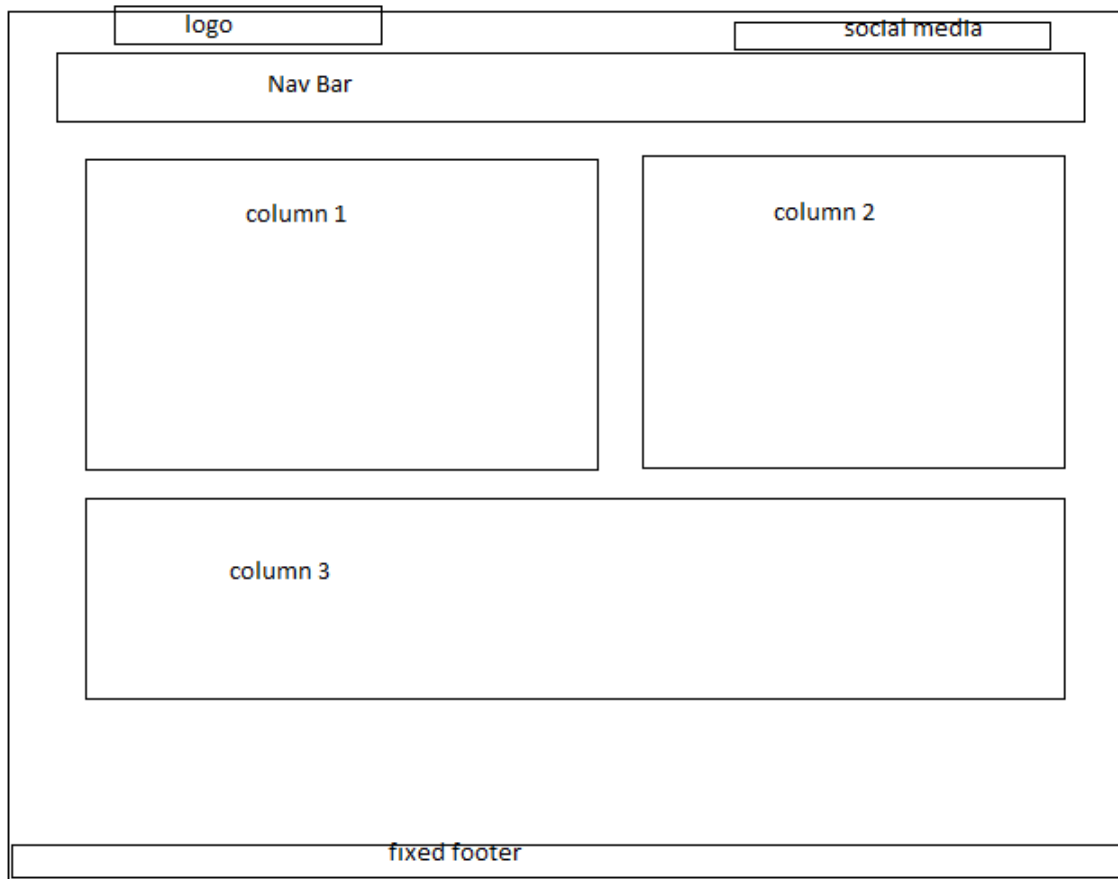 logo
social media
Nav Bar
column 1
column 2
column 3
fixed footer